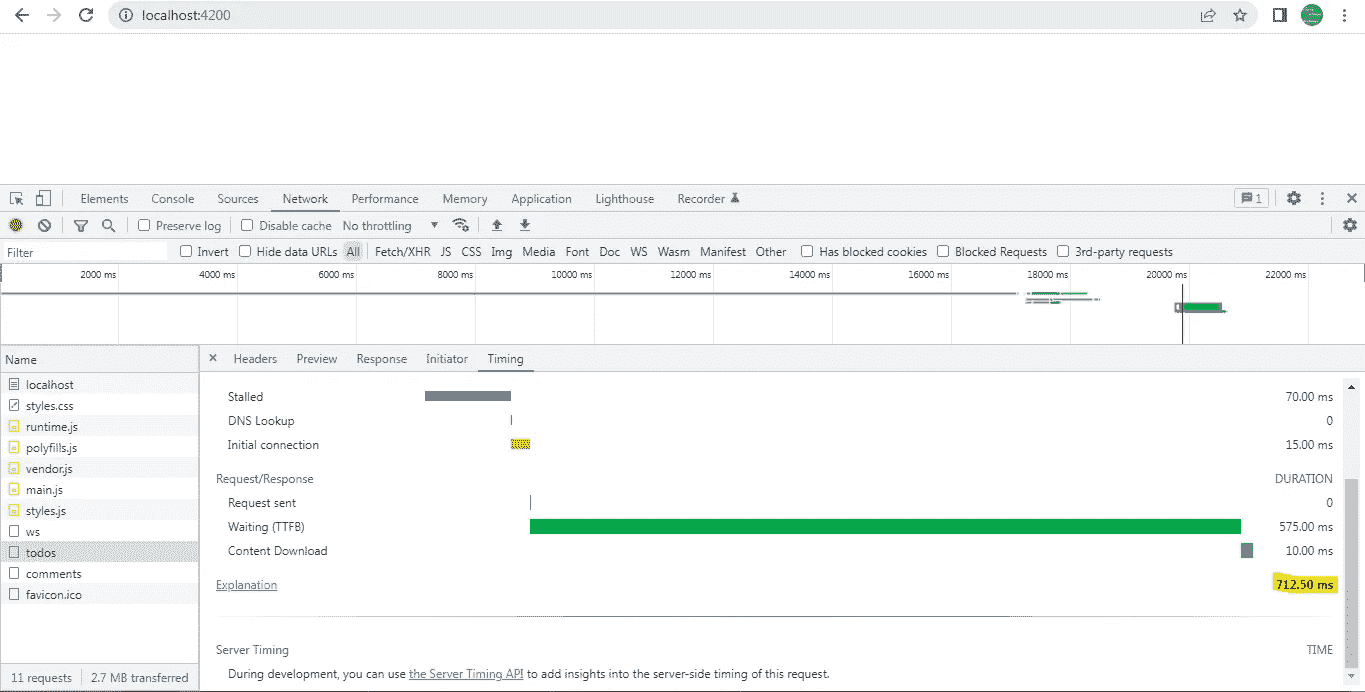 localhost:4200
Elements Console Sources Network Performance Memory Application Lighthouse Recorder 1
Preserve log Disable cache No throttling
Filter Invert Hide data URLs All Fetch/XHR JS CSS Img Media Font Doc WS Wasm Manifest Other Has blocked cookies Blocked Requests 3rd-party requests
2000 ms 4000 ms 6000 ms 8000 ms 10000 ms 12000 ms 14000 ms 16000 ms 18000 ms 20000 ms 22000 ms
Name
localhost
styles.css
runtime.js
polyfills.js
vendor.js
main.js
styles.js
ws
todos
comments
favicon.ico
11 requests 2.7 MB transferred
Headers Preview Response Initiator Timing
Stalled 70.00 ms
DNS Lookup 0
Initial connection 15.00 ms
Request/Response DURATION
Request sent 0
Waiting (TTFB) 575.00 ms
Content Download 10.00 ms
Explanation 712.50 ms
Server Timing TIME
During development, you can use the Server Timing API to add insights into the server-side timing of this request.